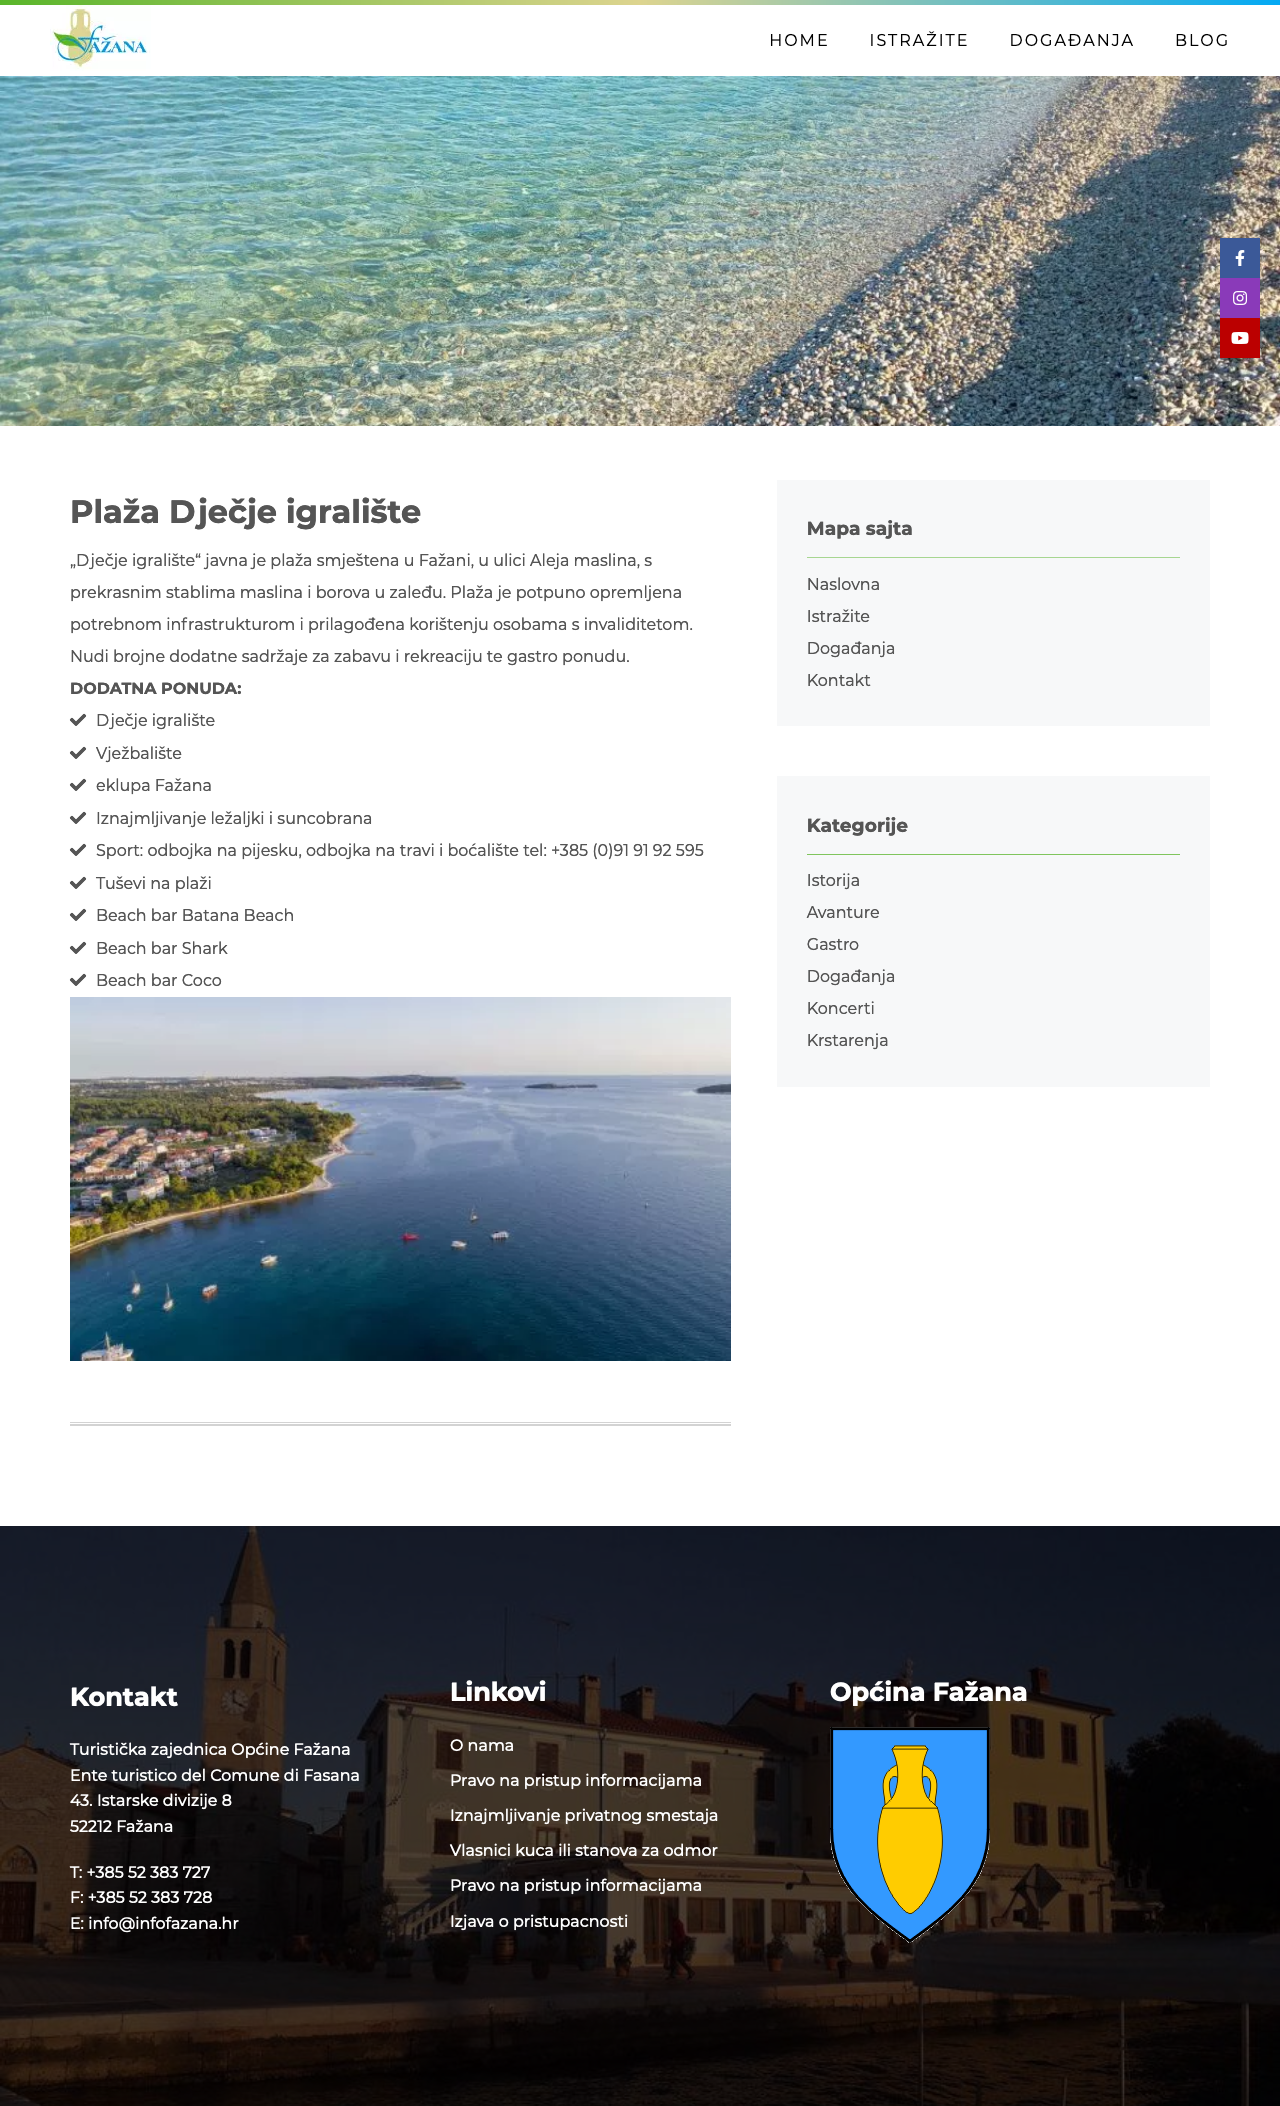 fAŽANA
HOME
ISTRAŽITE
DOGAĐANJA
BLOG
Plaža Dječje igralište
„Dječje igralište“ javna je plaža smještena u Fažani, u ulici Aleja maslina, s
prekrasnim stablima maslina i borova u zaleđu. Plaža je potpuno opremljena
potrebnom infrastrukturom i prilagođena korištenju osobama s invaliditetom.
Nudi brojne dodatne sadržaje za zabavu i rekreaciju te gastro ponudu.
DODATNA PONUDA:
Dječje igralište
Vježbalište
eklupa Fažana
Iznajmljivanje ležaljki i suncobrana
Sport: odbojka na pijesku, odbojka na travi i boćalište tel: +385 (0)91 91 92 595
Tuševi na plaži
Beach bar Batana Beach
Beach bar Shark
Beach bar Coco
Mapa sajta
Naslovna
Istražite
Događanja
Kontakt
Kategorije
Istorija
Avanture
Gastro
Događanja
Koncerti
Krstarenja
Kontakt
Turistička zajednica Općine Fažana
Ente turistico del Comune di Fasana
43. Istarske divizije 8
52212 Fažana
T: +385 52 383 727
F: +385 52 383 728
E: info@infofazana.hr
Linkovi
O nama
Pravo na pristup informacijama
Iznajmljivanje privatnog smestaja
Vlasnici kuca ili stanova za odmor
Pravo na pristup informacijama
Izjava o pristupacnosti
Općina Fažana